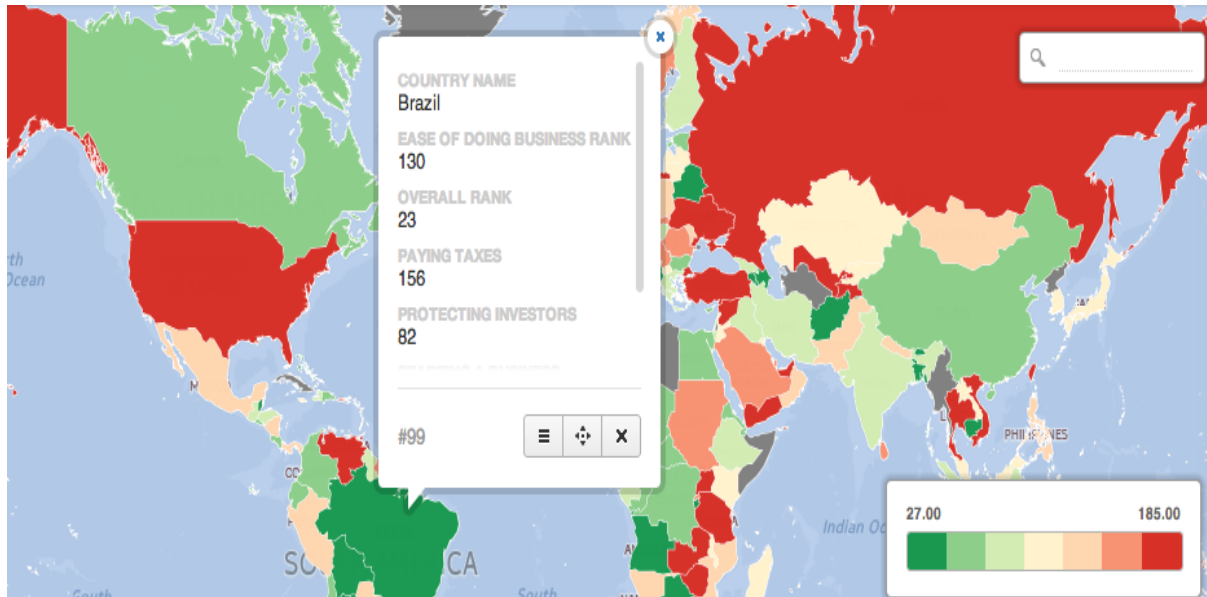 COUNTRY NAME
Brazil
EASE OF DOING BUSINESS RANK
130
OVERALL RANK
23
PAYING TAXES
156
PROTECTING INVESTORS
82
#99
27.00 185.00
Ocean
Indian Oc
South
PHILIPPINES